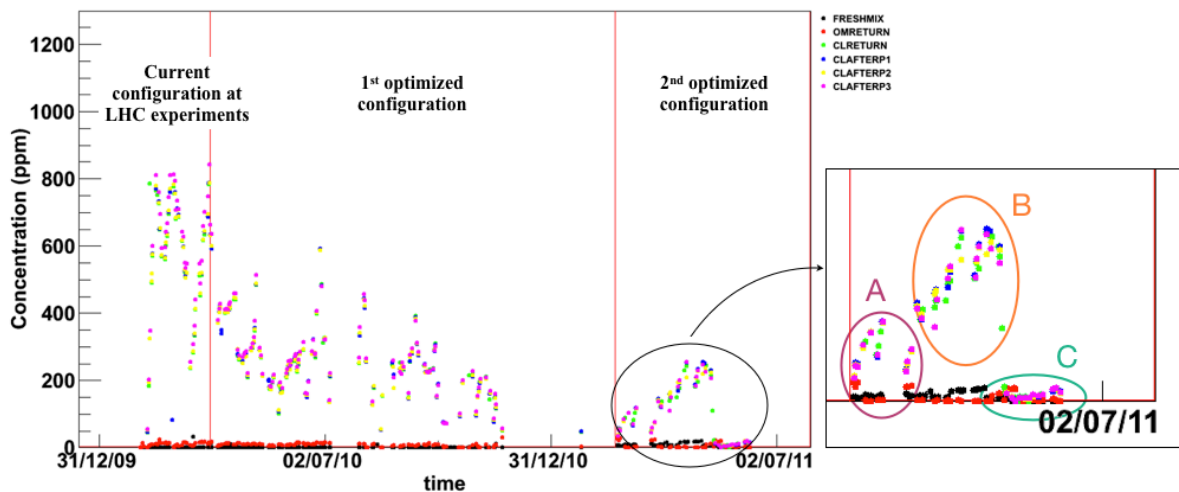 1200
1000
800
600
400
200
0
Concentration (ppm)
Current
configuration at
LHC experiments
1st optimized
configuration
2nd optimized
configuration
FRESHMIX
OMRETURN
CLRETURN
CLAFTERP1
CLAFTERP2
CLAFTERP3
A
B
C
02/07/11
31/12/09
02/07/10
31/12/10
02/07/11
time